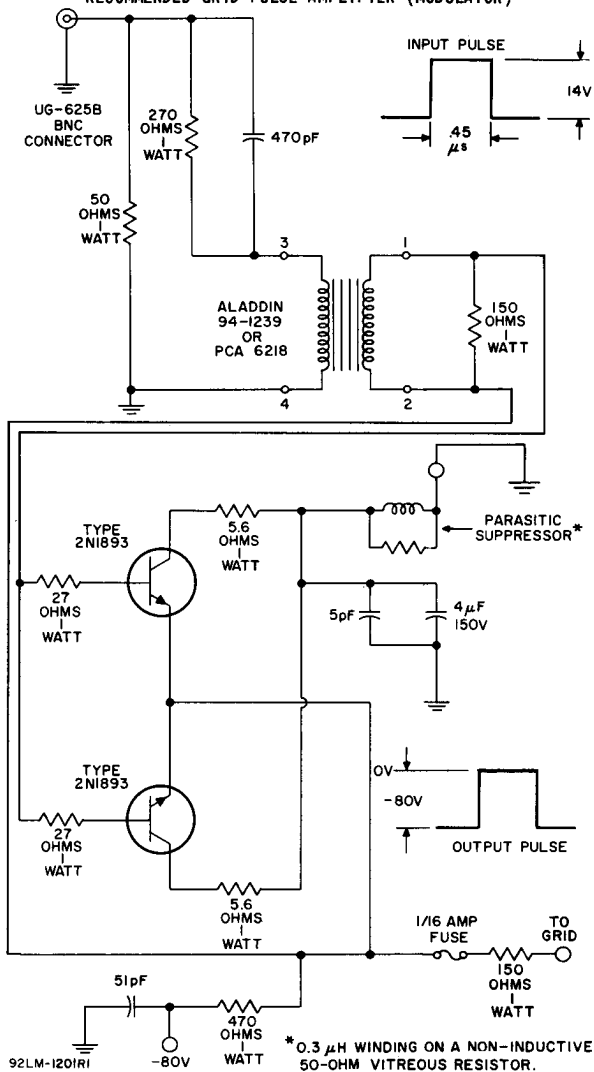 RECOMMENDED GRID PULSE AMPLIFIER (MODULATOR)
INPUT PULSE
14V
.45
μs
UG-625B
BNC
CONNECTOR
270
OHMS
1
WATT
470pF
50
OHMS
1
WATT
3
1
ALADDIN
94-1239
OR
PCA 6218
150
OHMS
1
WATT
4
2
TYPE
2N1893
5.6
OHMS
1
WATT
PARASITIC
SUPPRESSOR*
27
OHMS
1
WATT
5pF
4μF
150V
TYPE
2N1893
0V
-80V
OUTPUT PULSE
27
OHMS
1
WATT
5.6
OHMS
1
WATT
1/16 AMP
FUSE
TO
GRID
150
OHMS
1
WATT
51pF
470
OHMS
1
WATT
-80V
92LM-1201R1
*0.3 μH WINDING ON A NON-INDUCTIVE
50-OHM VITREOUS RESISTOR.